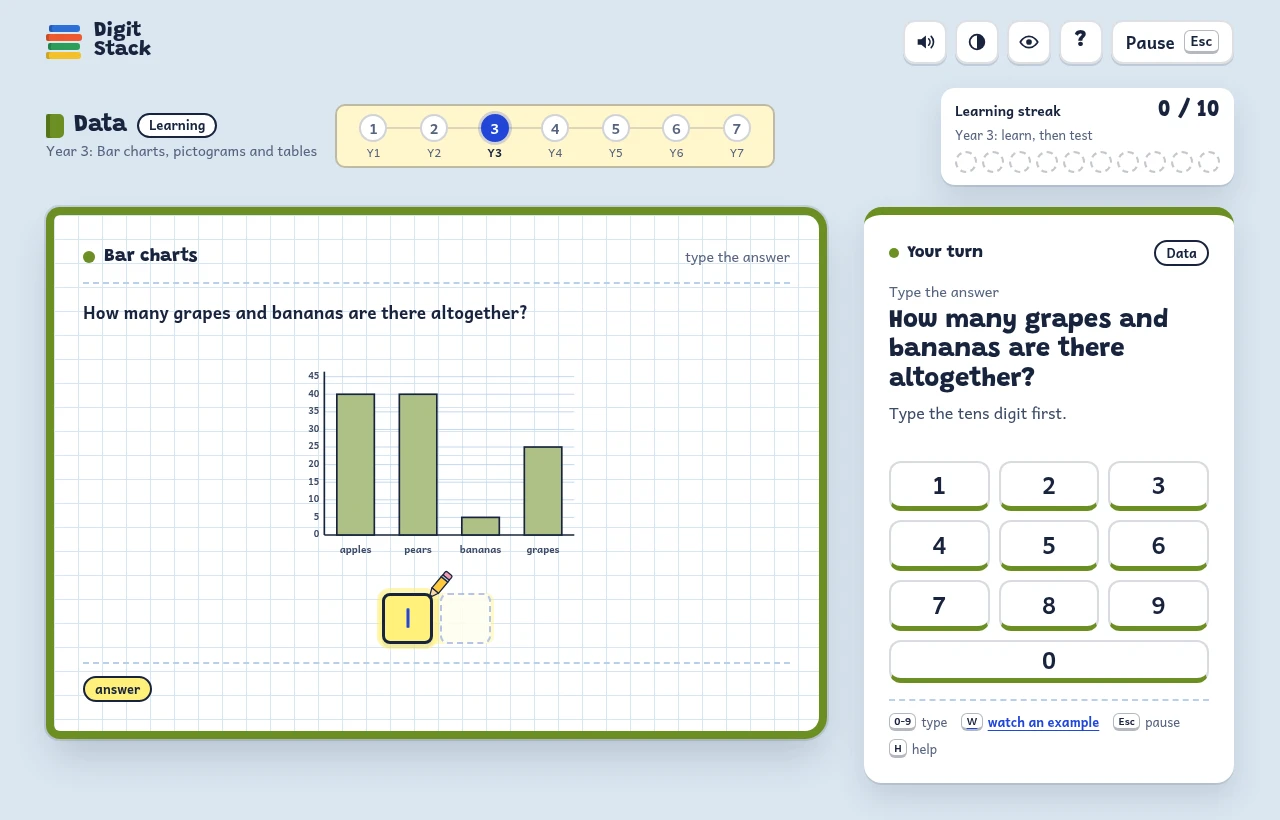 Digit
Stack
?
Pause Esc
Data Learning
Year 3: Bar charts, pictograms and tables
1 2 3 4 5 6 7
Y1 Y2 Y3 Y4 Y5 Y6 Y7
Learning streak 0 / 10
Year 3: learn, then test
Bar charts type the answer
How many grapes and bananas are there altogether?
45
40
35
30
25
20
15
10
5
0
apples pears bananas grapes
answer
Your turn Data
Type the answer
How many grapes and
bananas are there
altogether?
Type the tens digit first.
1 2 3
4 5 6
7 8 9
0
0-9 type W watch an example Esc pause
H help